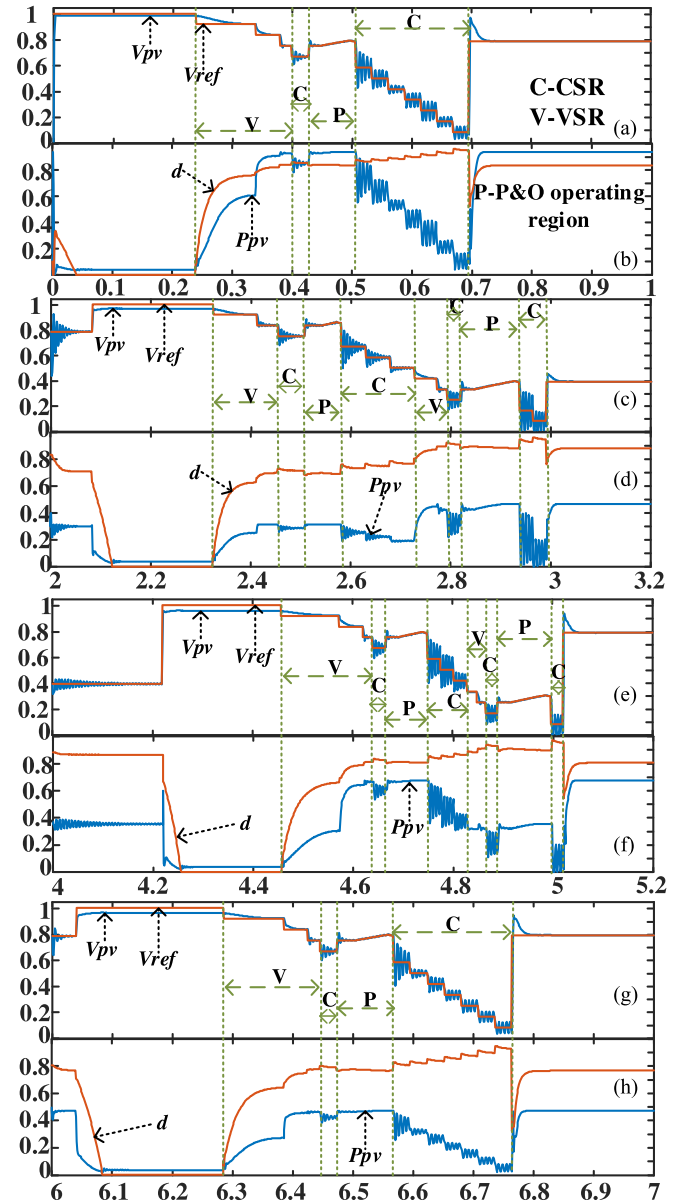 1
0.8
0.6
0.4
0.2
0
Vpv
Vref
V
C
P
C
C-CSR
V-VSR
(a)
1
0.8
0.6
0.4
0.2
d
Ppv
P-P&O operating
region
(b)
0 0.1 0.2 0.3 0.4 0.5 0.6 0.7 0.8 0.9 1
1
0.8
0.6
0.4
0.2
0
Vpv
Vref
V
C
P
C
V
C
P
C
(c)
0.8
0.6
0.4
0.2
0
d
Ppv
(d)
2 2.2 2.4 2.6 2.8 3 3.2
1
0.8
0.6
0.4
0.2
0
Vpv
Vref
V
C
P
C
V
C
P
C
(e)
0.8
0.6
0.4
0.2
0
d
Ppv
(f)
4 4.2 4.4 4.6 4.8 5 5.2
1
0.8
0.6
0.4
0.2
0
Vpv
Vref
V
C
P
C
(g)
0.8
0.6
0.4
0.2
0
d
Ppv
(h)
6 6.1 6.2 6.3 6.4 6.5 6.6 6.7 6.8 6.9 7